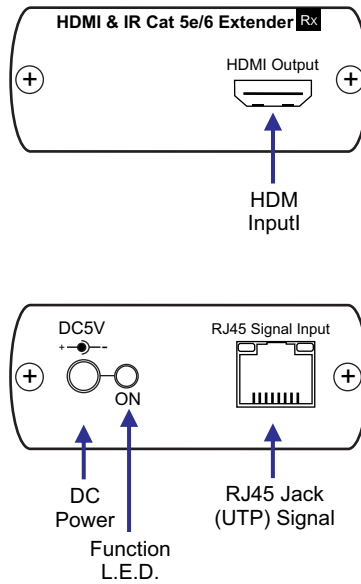 HDMI & IR Cat 5e/6 Extender Rx
HDMI Output
HDM
InputI
DC5V
RJ45 Signal Input
+ -
ON
DC
Power
RJ45 Jack
(UTP) Signal
Function
L.E.D.